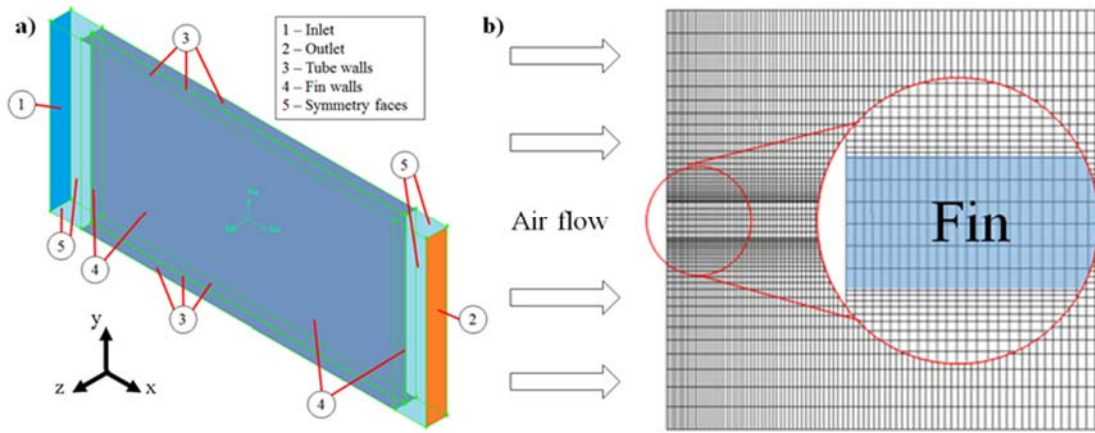 a)
1 – Inlet
2 – Outlet
3 – Tube walls
4 – Fin walls
5 – Symmetry faces
3
1
5
5
4
3
4
2
y
z
x
b)
Air flow
Fin